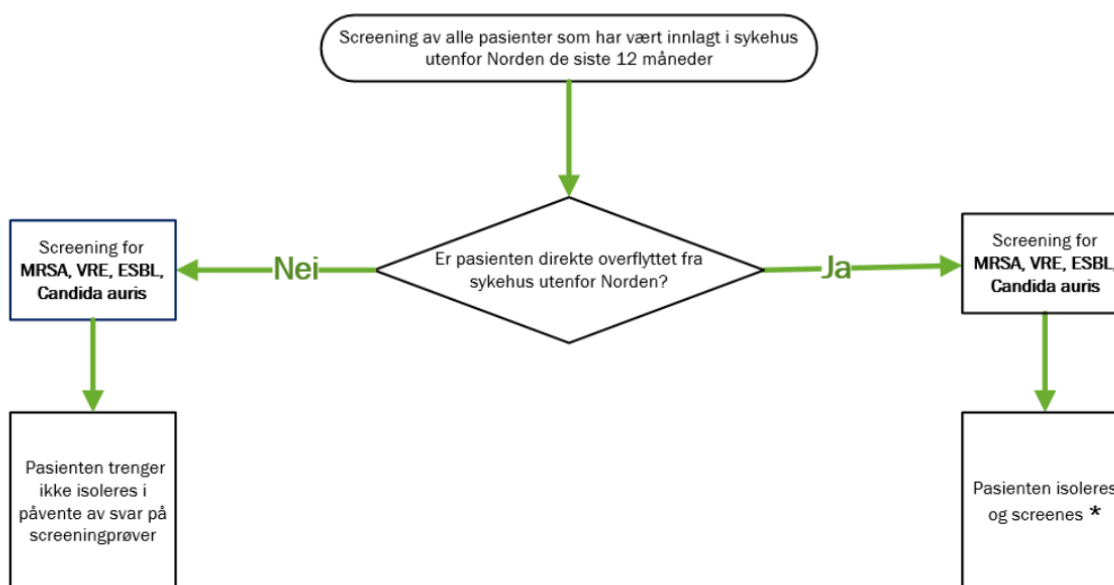 Screening av alle pasienter som har vært innlagt i sykehus
utenfor Norden de siste 12 måneder
Er pasienten direkte overflyttet fra
sykehus utenfor Norden?
Nei
Ja
Screening for
MRSA, VRE, ESBL,
Candida auris
Pasienten trenger
ikke isoleres i
påvente av svar på
screeningprøver
Screening for
MRSA, VRE, ESBL,
Candida auris
Pasienten isoleres
og screenes *